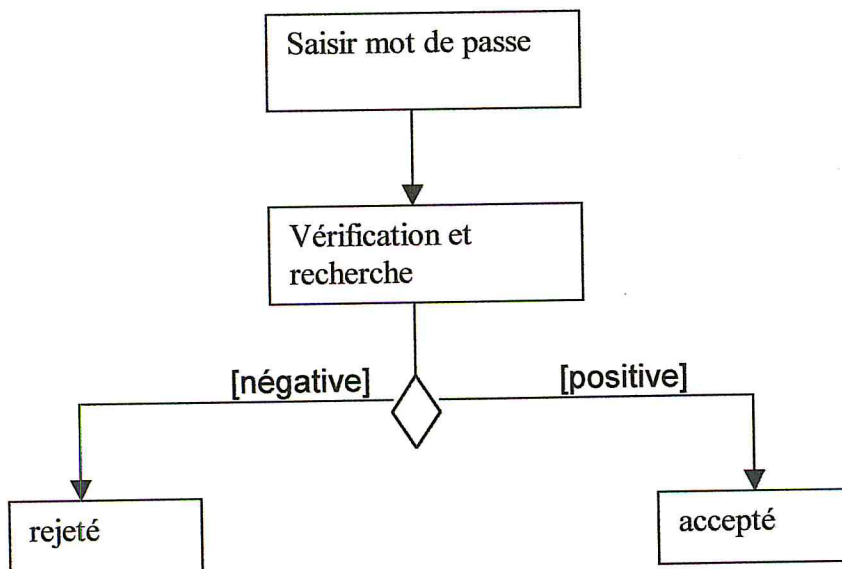 Saisir mot de passe
Vérification et
recherche
[négative]
[positive]
rejeté
accepté